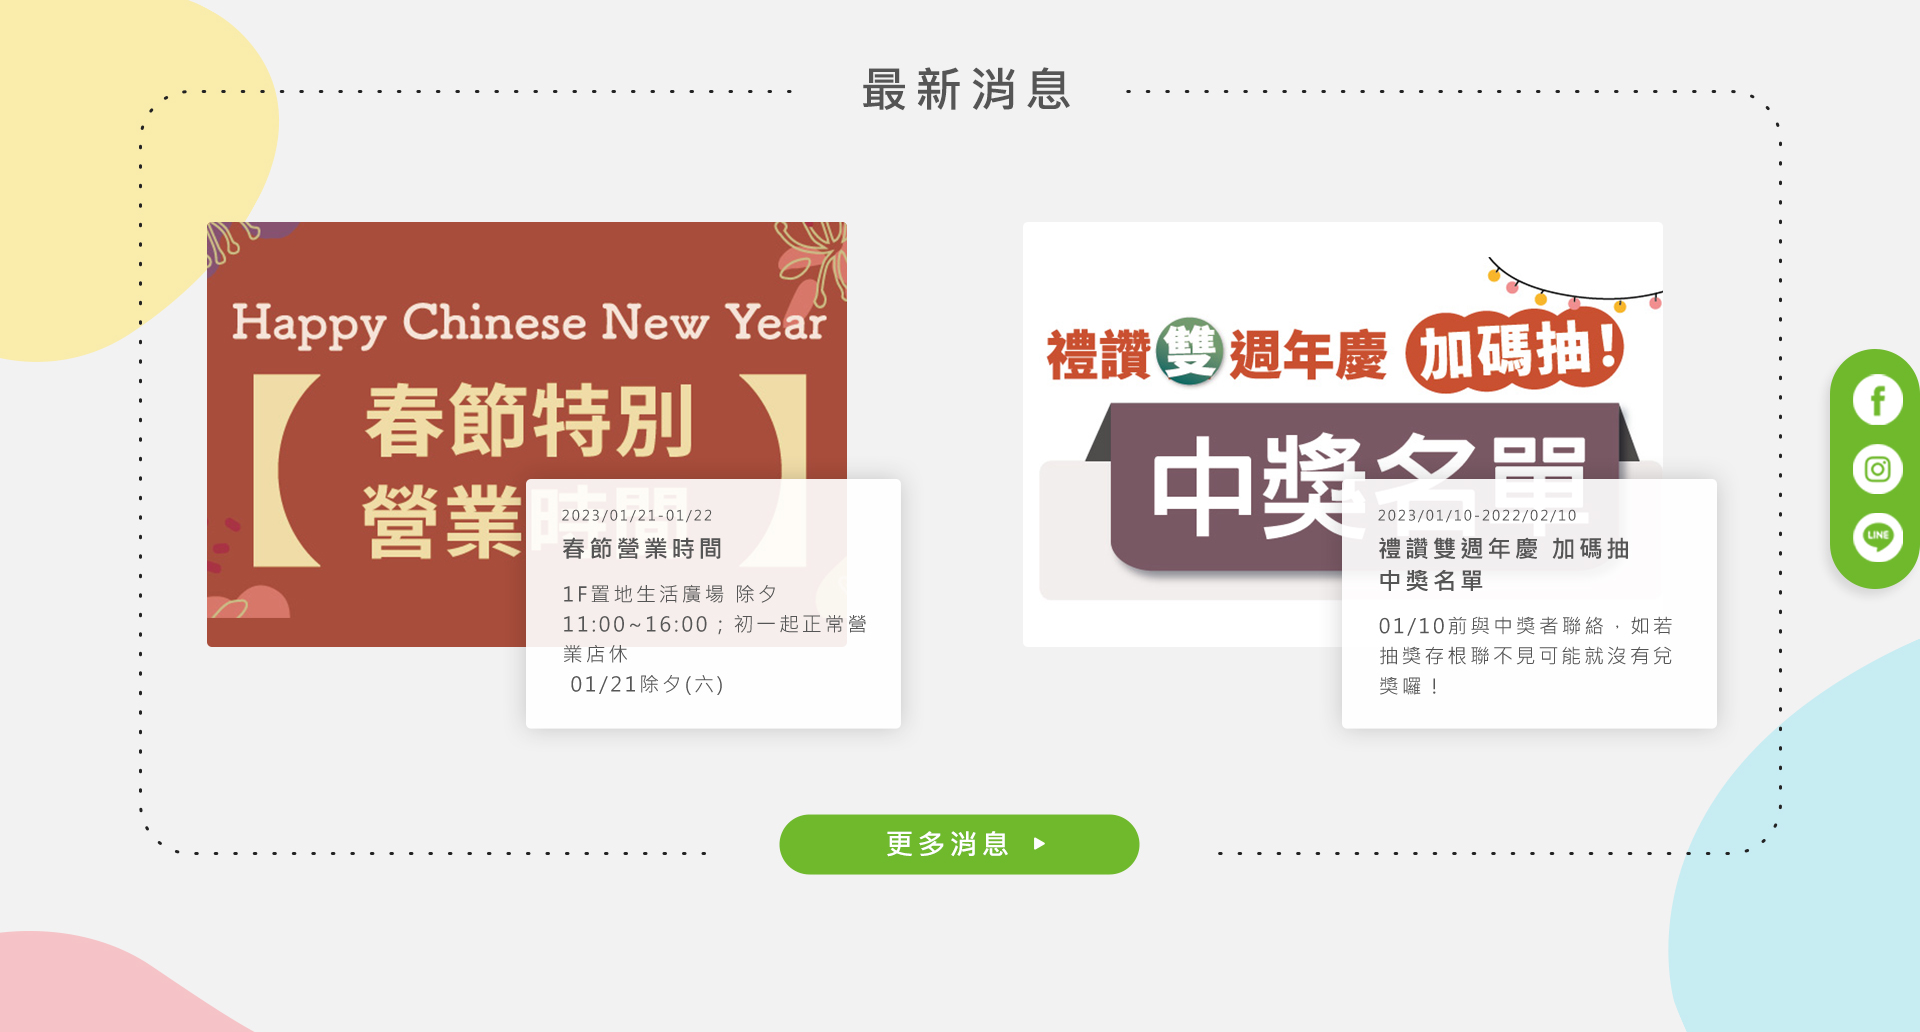 最新消息
Happy Chinese New Year
【春節特別
營業時間】
2023/01/21-01/22
春節營業時間
1F置地生活廣場 除夕
11:00~16:00；初一起正常營
業店休
01/21除夕(六)
禮讚雙週年慶 加碼抽!
中獎名單
2023/01/10-2022/02/10
禮讚雙週年慶 加碼抽
中獎名單
01/10前與中獎者聯絡，如若
抽獎存根聯不見可能就沒有兌
獎囉！
LINE
更多消息